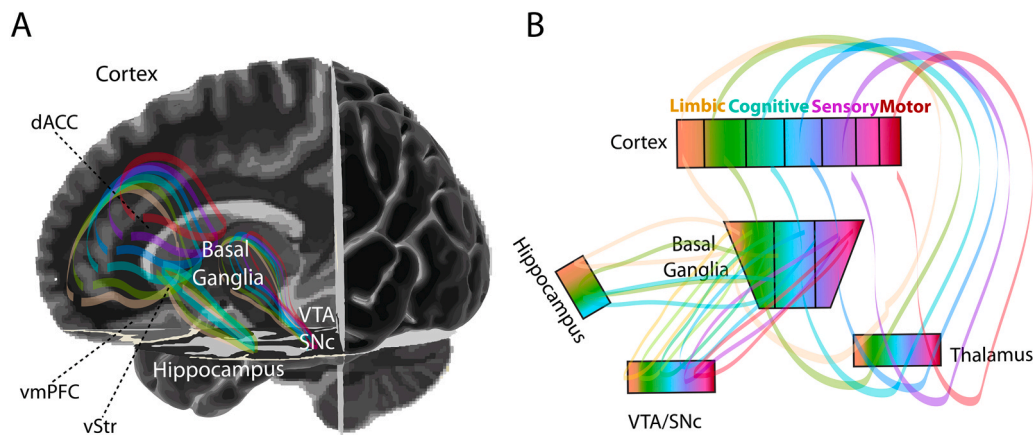 A
Cortex
dACC
Basal
Ganglia
VTA
SNc
Hippocampus
vmPFC
vStr
B
Limbic Cognitive Sensory Motor
Cortex
Basal
Ganglia
Hippocampus
Thalamus
VTA/SNc